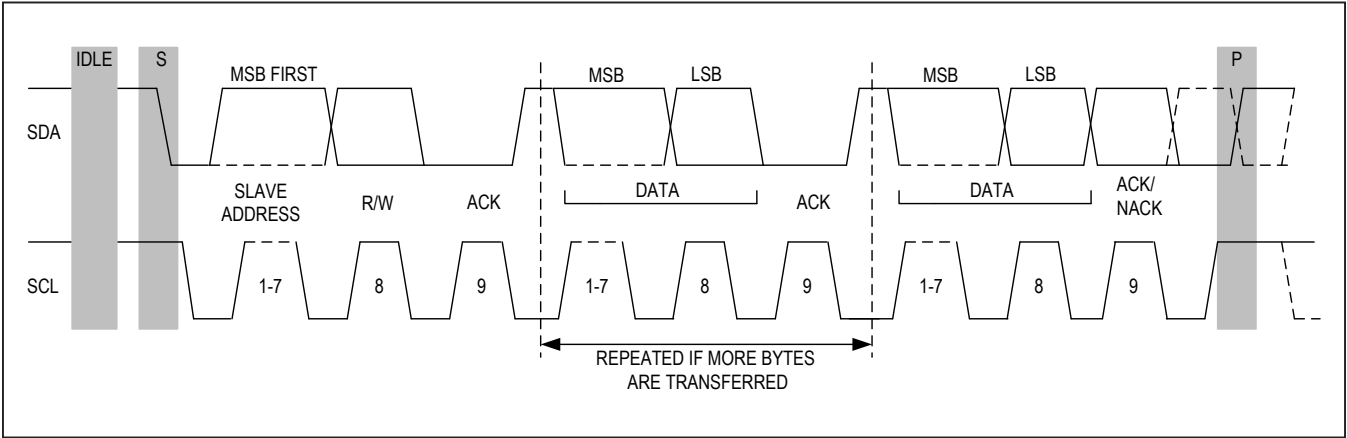 IDLE
S
P
MSB FIRST
MSB
LSB
MSB
LSB
SDA
SLAVE
ADDRESS
R/W
ACK
DATA
ACK
DATA
ACK/
NACK
SCL
1-7
8
9
1-7
8
9
1-7
8
9
REPEATED IF MORE BYTES
ARE TRANSFERRED